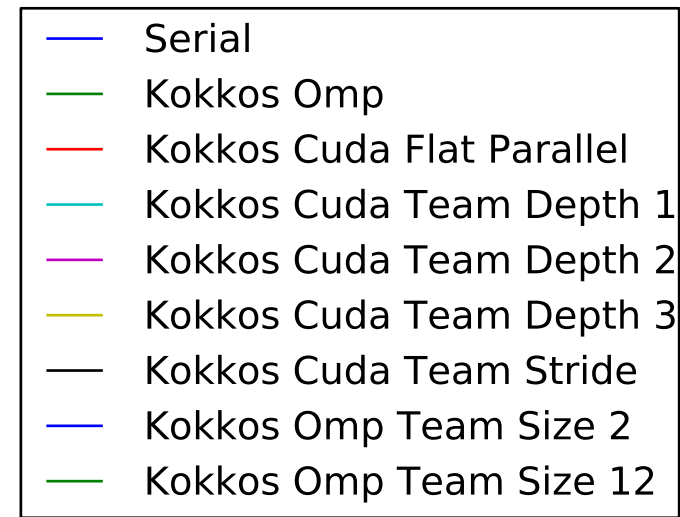 Serial
Kokkos Omp
Kokkos Cuda Flat Parallel
Kokkos Cuda Team Depth 1
Kokkos Cuda Team Depth 2
Kokkos Cuda Team Depth 3
Kokkos Cuda Team Stride
Kokkos Omp Team Size 2
Kokkos Omp Team Size 12